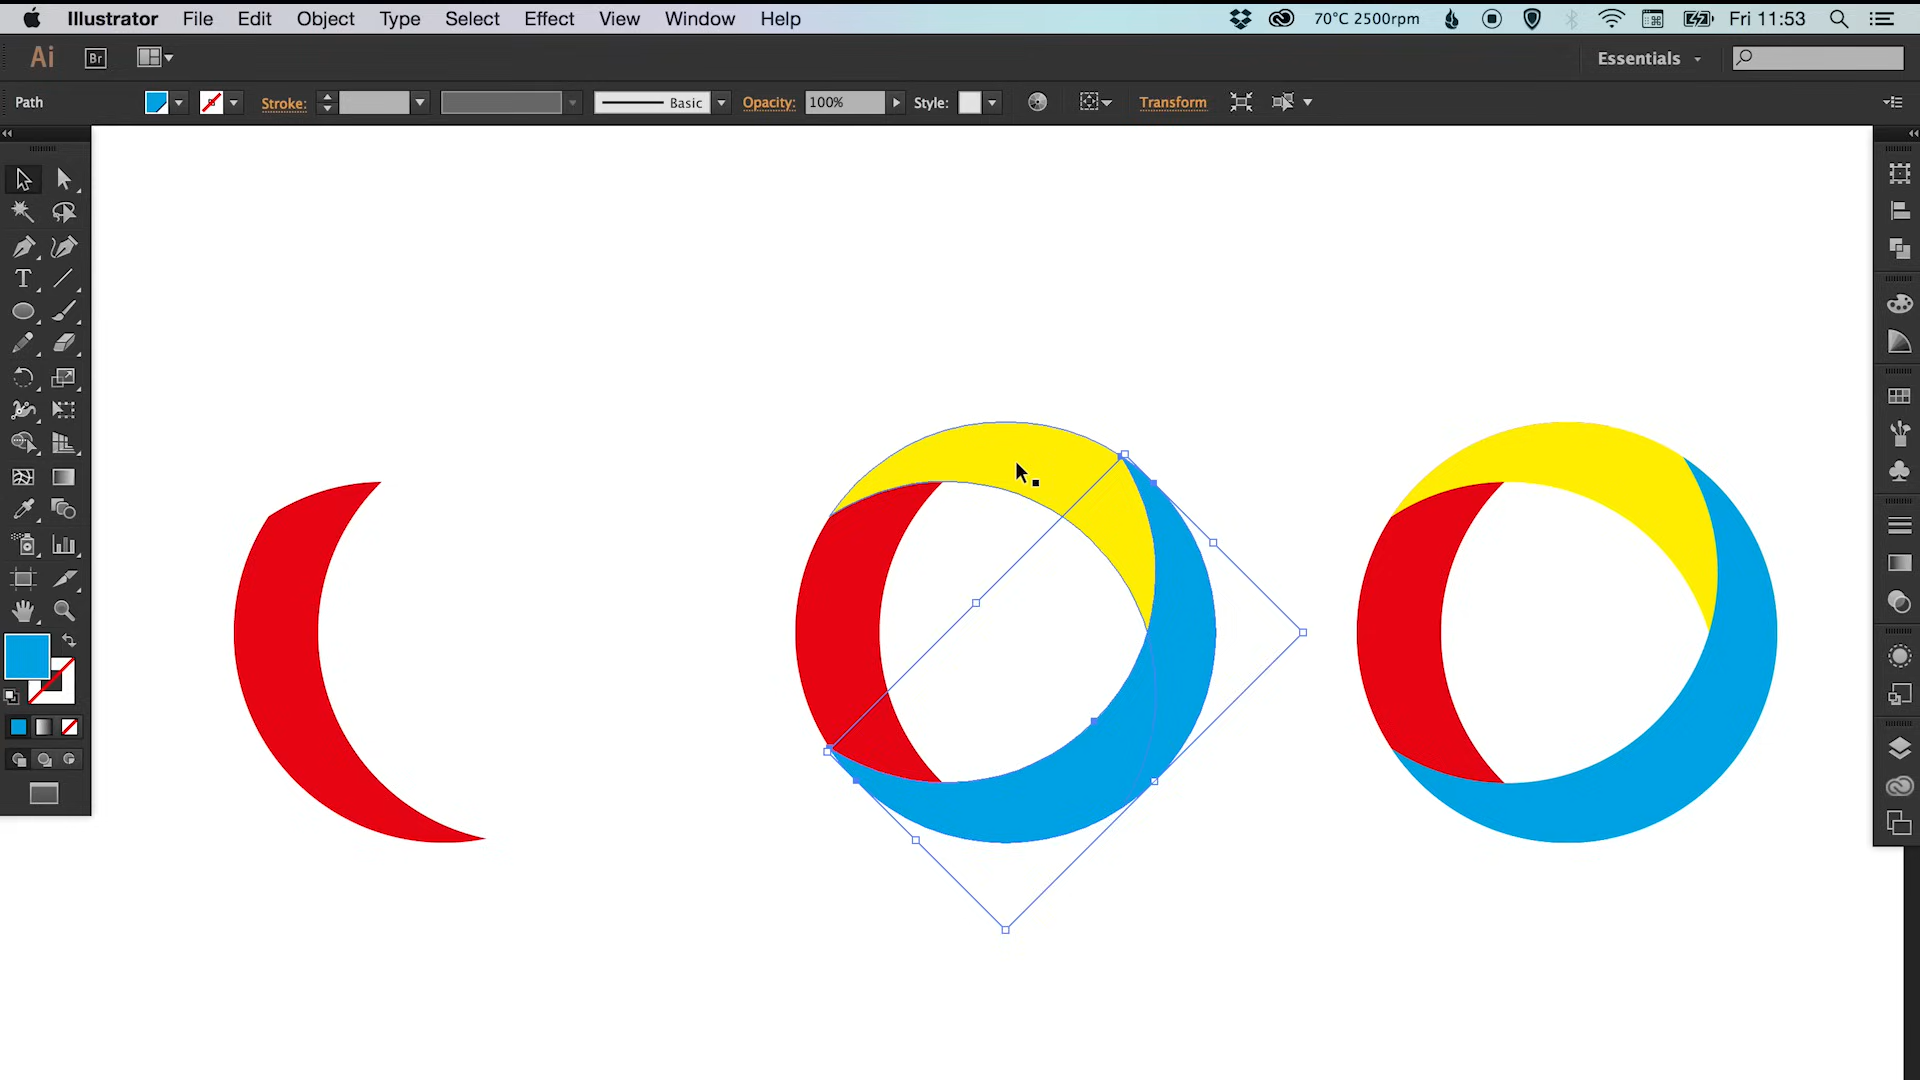 Illustrator File Edit Object Type Select Effect View Window Help 70°C 2500rpm Fri 11:53
Ai Br Essentials
Path Stroke: Basic Opacity: 100% Style: Transform
T